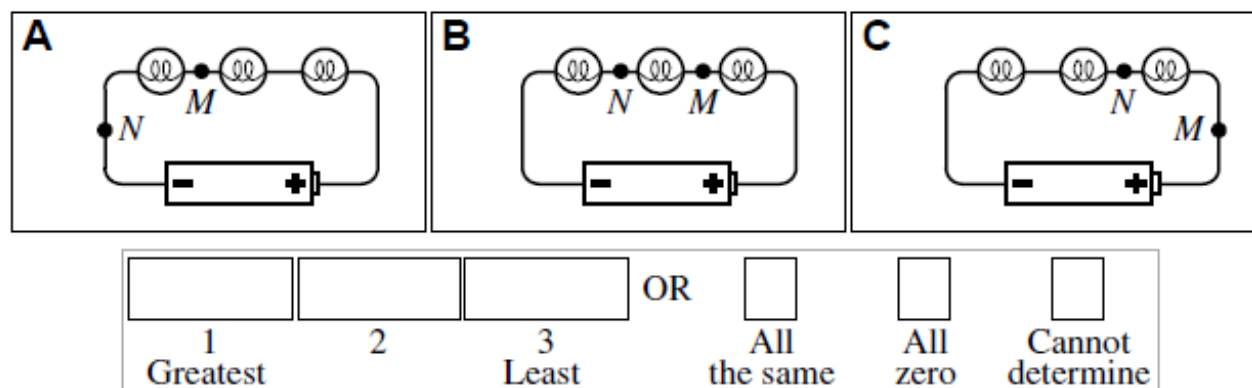 A B C
M N M N M
N M
− + − + − +
OR
1 2 3 All All Cannot
Greatest Least the same zero determine